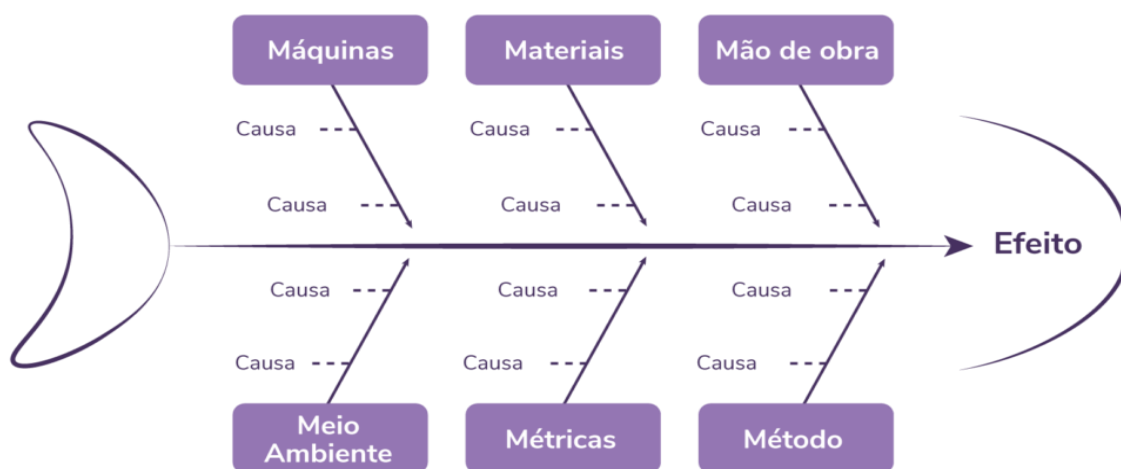 Máquinas
Materiais
Mão de obra
Causa
Causa
Causa
Causa
Causa
Causa
Efeito
Causa
Causa
Causa
Causa
Causa
Causa
Meio
Ambiente
Métricas
Método